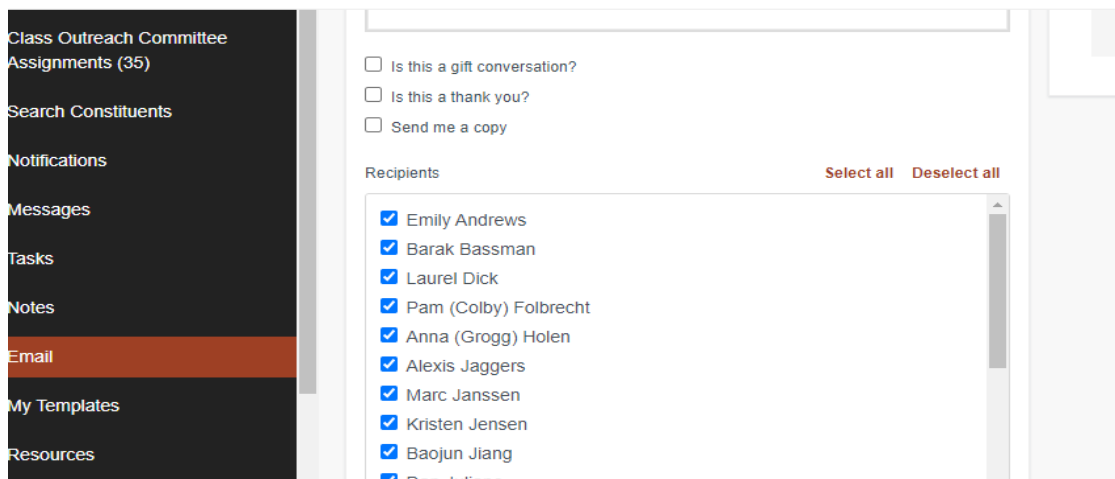 Class Outreach Committee
Assignments (35)
Search Constituents
Notifications
Messages
Tasks
Notes
Email
My Templates
Resources
Is this a gift conversation?
Is this a thank you?
Send me a copy
Recipients Select all Deselect all
Emily Andrews
Barak Bassman
Laurel Dick
Pam (Colby) Folbrecht
Anna (Grogg) Holen
Alexis Jaggers
Marc Janssen
Kristen Jensen
Baojun Jiang